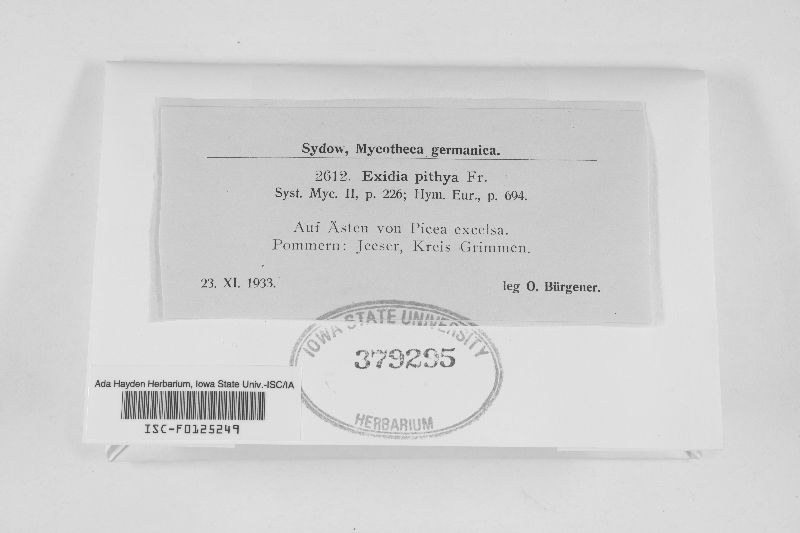 Sydow, Mycotheca germanica.
2612. Exidia pithya Fr.
Syst. Myc. II, p. 226; Hym. Eur., p. 694.
Auf Ästen von Picea excelsa.
Pommern: Jeeser, Kreis Grimmen.
23. XI. 1933.
leg O. Bürgener.
IOWA STATE UNIVERSITY
379295
HERBARIUM
Ada Hayden Herbarium, Iowa State Univ.-ISC/IA
ISC-F0125249